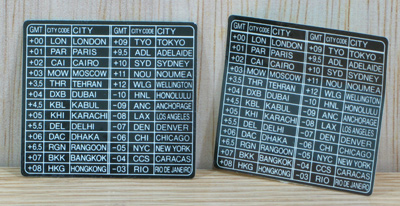 GMT CITY CODE CITY GMT CITY CODE CITY
+00 LON LONDON +09 TYO TOKYO
+01 PAR PARIS +9.5 ADL ADELAIDE
+02 CAI CAIRO +10 SYD SYDNEY
+03 MOW MOSCOW +11 NOU NOUMEA
+3.5 THR TEHRAN +12 WLG WELLINGTON
+04 DXB DUBAI -10 HNL HONOLULU
+4.5 KBL KABUL -09 ANC ANCHORAGE
+05 KHI KARACHI -08 LAX LOS ANGELES
+5.5 DEL DELHI -07 DEN DENVER
+06 DAC DHAKA -06 CHI CHICAGO
+6.5 RGN RANGOON -05 NYC NEW YORK
+07 BKK BANGKOK -04 CCS CARACAS
+08 HKG HONGKONG -03 RIO RIO DE JANEIRO
GMT CITY CODE CITY GMT CITY CODE CITY
+00 LON LONDON +09 TYO TOKYO
+01 PAR PARIS +9.5 ADL ADELAIDE
+02 CAI CAIRO +10 SYD SYDNEY
+03 MOW MOSCOW +11 NOU NOUMEA
+3.5 THR TEHRAN +12 WLG WELLINGTON
+04 DXB DUBAI -10 HNL HONOLULU
+4.5 KBL KABUL -09 ANC ANCHORAGE
+05 KHI KARACHI -08 LAX LOS ANGELES
+5.5 DEL DELHI -07 DEN DENVER
+06 DAC DHAKA -06 CHI CHICAGO
+6.5 RGN RANGOON -05 NYC NEW YORK
+07 BKK BANGKOK -04 CCS CARACAS
+08 HKG HONGKONG -03 RIO RIO DE JANEIRO